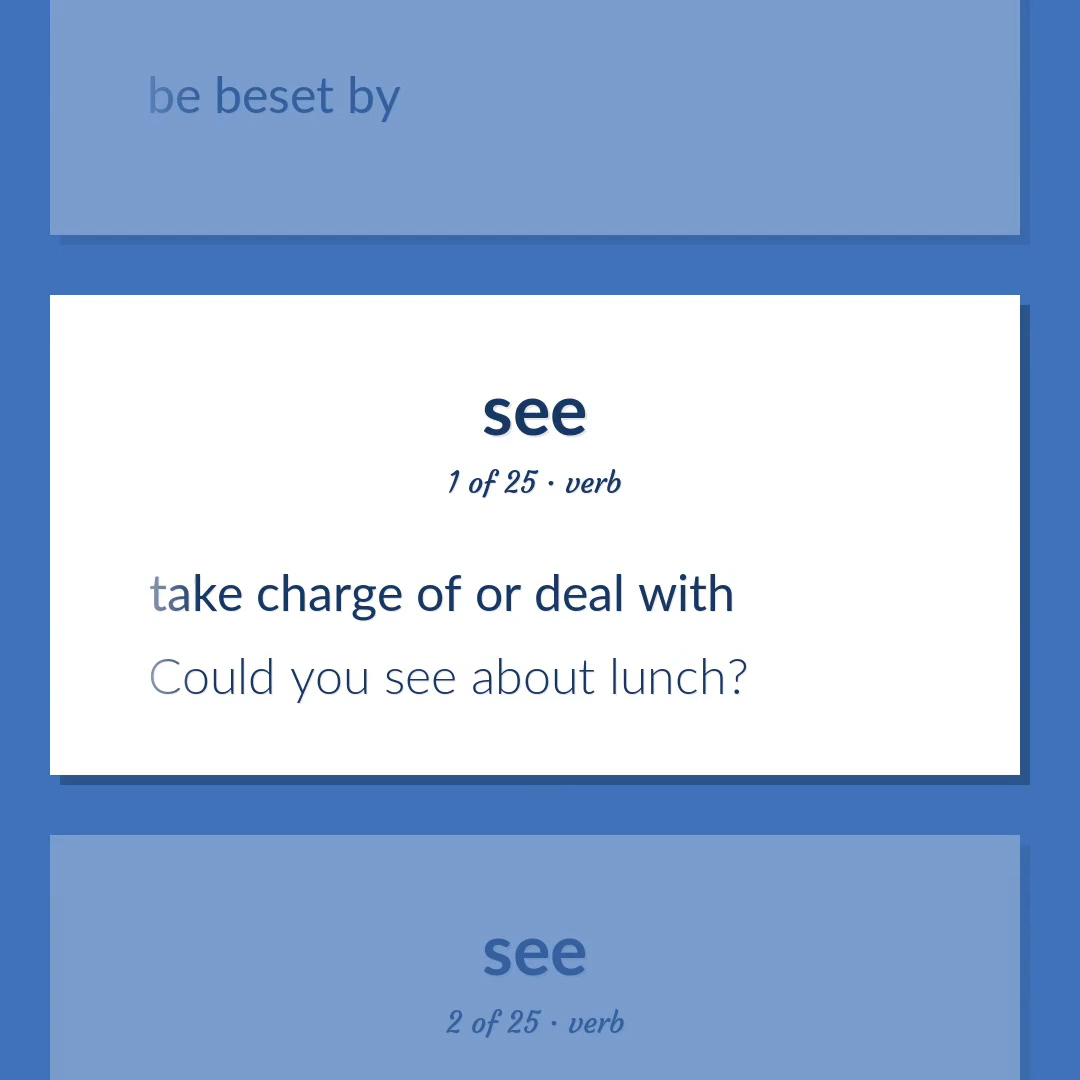 be beset by
see
1 of 25 · verb
take charge of or deal with
Could you see about lunch?
see
2 of 25 · verb